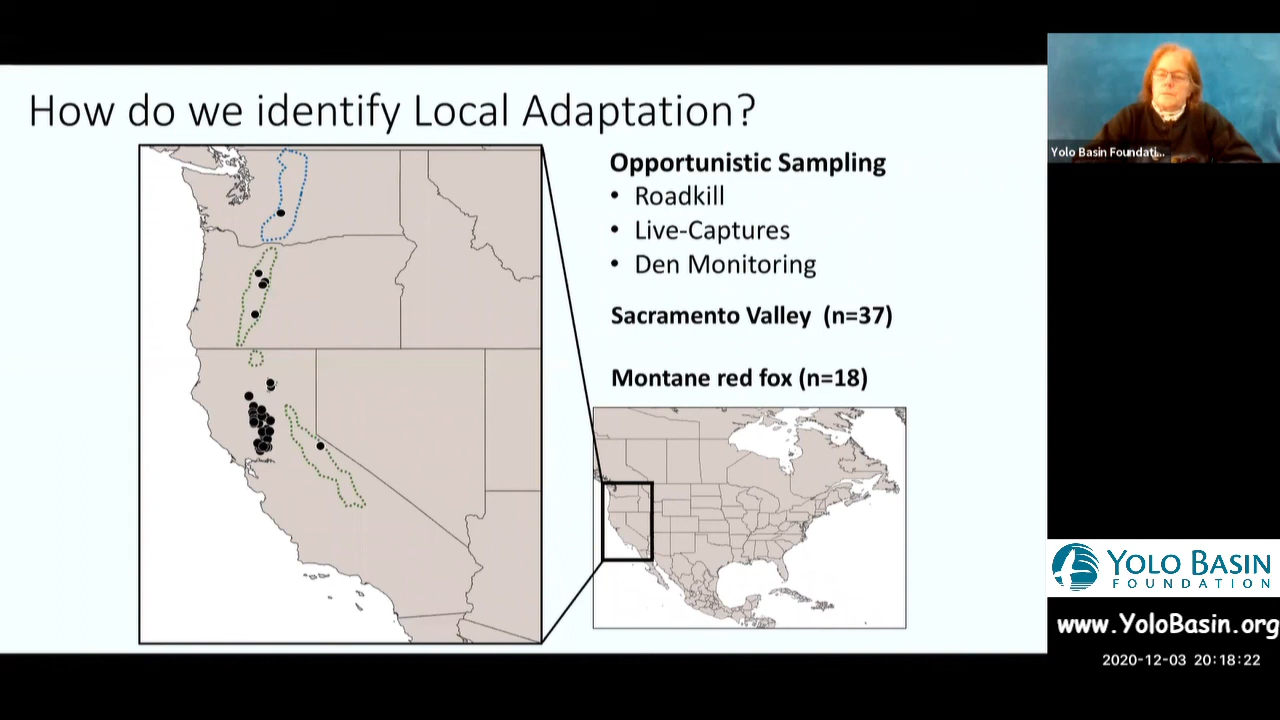 How do we identify Local Adaptation?
Opportunistic Sampling
• Roadkill
• Live-Captures
• Den Monitoring
Sacramento Valley (n=37)
Montane red fox (n=18)
Yolo Basin Foundati...
YOLO BASIN
FOUNDATION
www.YoloBasin.org
2020-12-03 20:18:22